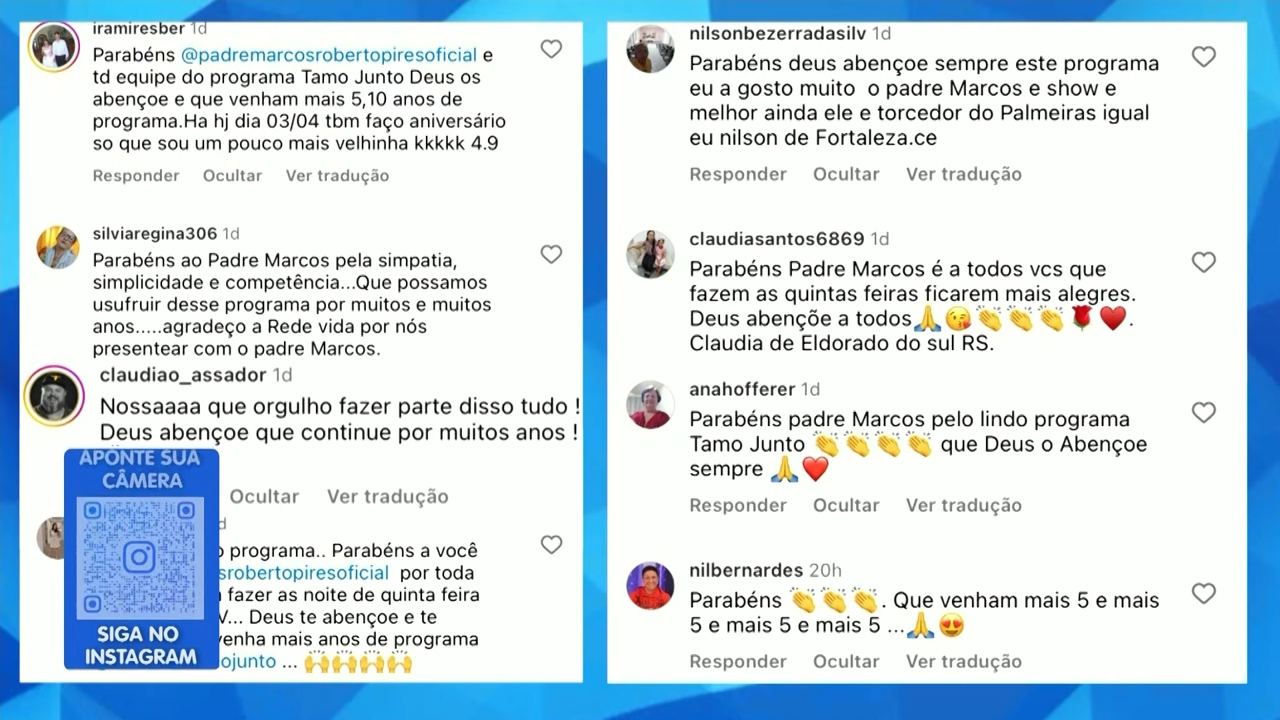 iramiresber 1d
Parabéns @padremarcosrobertopiresoficial e
td equipe do programa Tamo Junto Deus os
abençoe e que venham mais 5,10 anos de
programa.Ha hj dia 03/04 tbm faço aniversário
so que sou um pouco mais velhinha kkkkk 4.9
Responder Ocultar Ver tradução
silviaregina306 1d
Parabéns ao Padre Marcos pela simpatia,
simplicidade e competência...Que possamos
usufruir desse programa por muitos e muitos
anos.....agradeço a Rede vida por nós
presentear com o padre Marcos.
claudiao_assador 1d
Nossaaaa que orgulho fazer parte disso tudo !
Deus abençoe que continue por muitos anos !
Ocultar Ver tradução
programa.. Parabéns a você
srobertopiresoficial por toda
fazer as noite de quinta feira
V... Deus te abençoe e te
venha mais anos de programa
ojunto ... 🙌🙌🙌🙌
APONTE SUA
CÂMERA
SIGA NO
INSTAGRAM
nilsonbezerradasilv 1d
Parabéns deus abençoe sempre este programa
eu a gosto muito o padre Marcos e show e
melhor ainda ele e torcedor do Palmeiras igual
eu nilson de Fortaleza.ce
Responder Ocultar Ver tradução
claudiasantos6869 1d
Parabéns Padre Marcos é a todos vcs que
fazem as quintas feiras ficarem mais alegres.
Deus abençõe a todos🙏😘👏👏👏🌹❤️.
Claudia de Eldorado do sul RS.
anahofferer 1d
Parabéns padre Marcos pelo lindo programa
Tamo Junto 👏👏👏👏 que Deus o Abençoe
sempre 🙏❤️
Responder Ocultar Ver tradução
nilbernardes 20h
Parabéns 👏👏👏. Que venham mais 5 e mais
5 e mais 5 e mais 5 ...🙏😍
Responder Ocultar Ver tradução